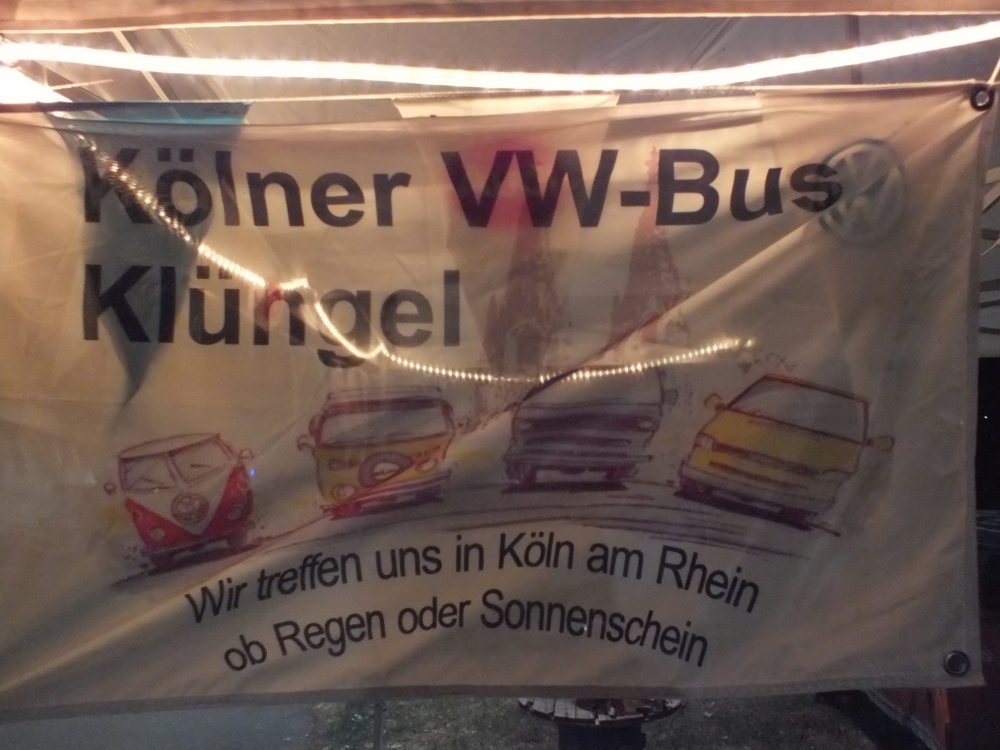 Kölner VW-Bus
Klüngel
Wir treffen uns in Köln am Rhein
ob Regen oder Sonnenschein